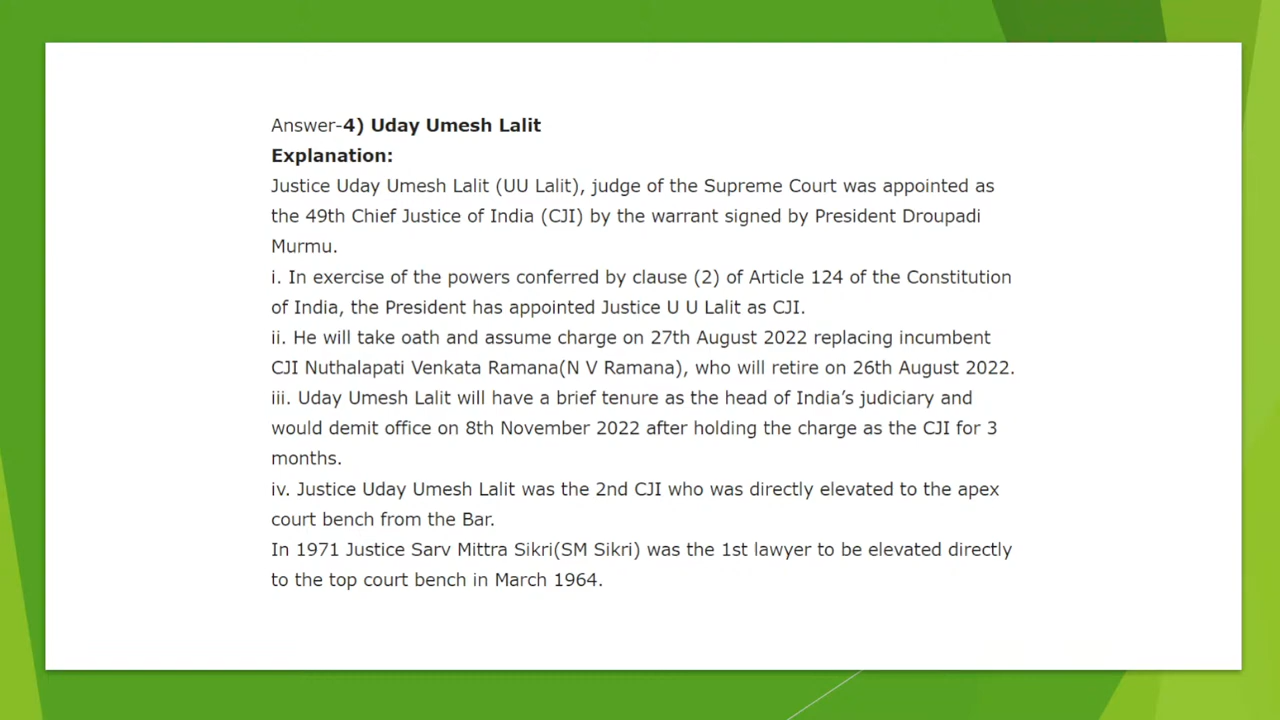 Answer-4) Uday Umesh Lalit
Explanation:
Justice Uday Umesh Lalit (UU Lalit), judge of the Supreme Court was appointed as
the 49th Chief Justice of India (CJI) by the warrant signed by President Droupadi
Murmu.
i. In exercise of the powers conferred by clause (2) of Article 124 of the Constitution
of India, the President has appointed Justice U U Lalit as CJI.
ii. He will take oath and assume charge on 27th August 2022 replacing incumbent
CJI Nuthalapati Venkata Ramana(N V Ramana), who will retire on 26th August 2022.
iii. Uday Umesh Lalit will have a brief tenure as the head of India’s judiciary and
would demit office on 8th November 2022 after holding the charge as the CJI for 3
months.
iv. Justice Uday Umesh Lalit was the 2nd CJI who was directly elevated to the apex
court bench from the Bar.
In 1971 Justice Sarv Mittra Sikri(SM Sikri) was the 1st lawyer to be elevated directly
to the top court bench in March 1964.